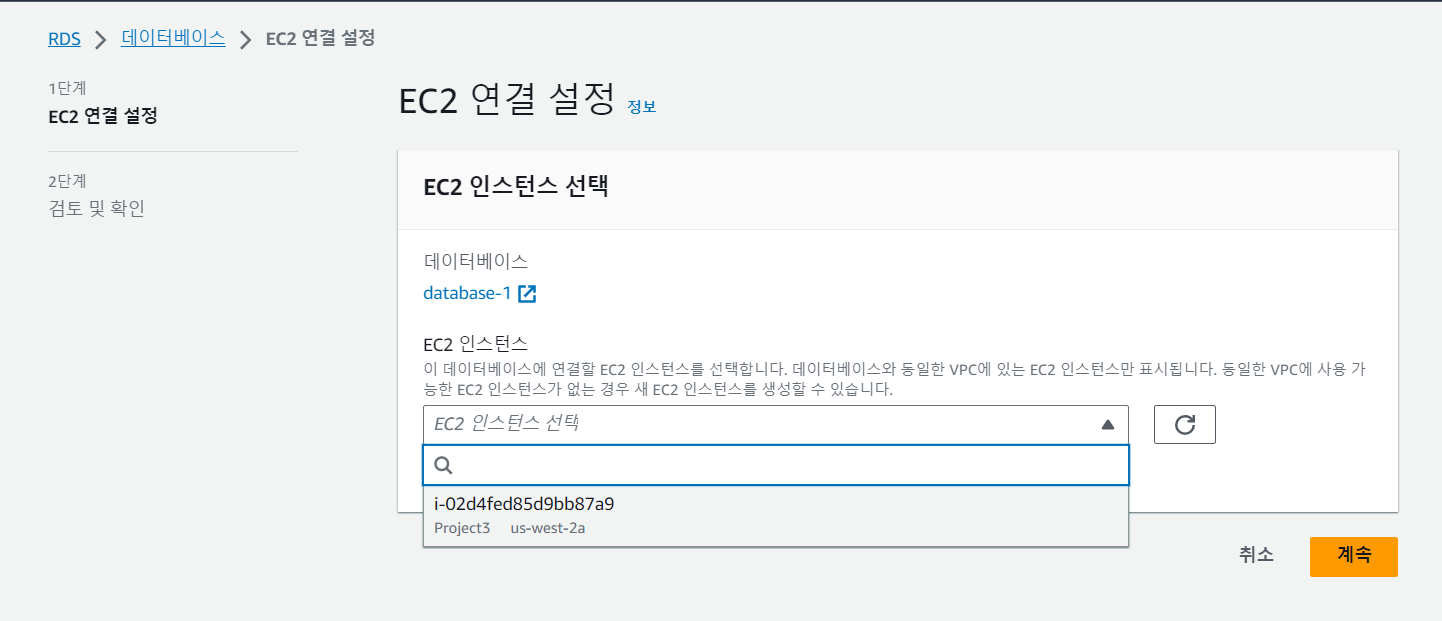 RDS > 데이터베이스 > EC2 연결 설정
1단계
EC2 연결 설정
2단계
검토 및 확인
EC2 연결 설정 정보
EC2 인스턴스 선택
데이터베이스
database-1
EC2 인스턴스
이 데이터베이스에 연결할 EC2 인스턴스를 선택합니다. 데이터베이스와 동일한 VPC에 있는 EC2 인스턴스만 표시됩니다. 동일한 VPC에 사용 가
능한 EC2 인스턴스가 없는 경우 새 EC2 인스턴스를 생성할 수 있습니다.
EC2 인스턴스 선택
i-02d4fed85d9bb87a9
Project3 us-west-2a
취소 계속